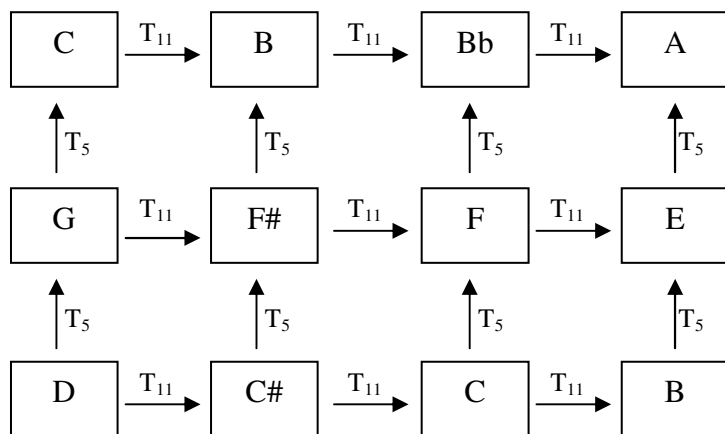 C T₁₁ B T₁₁ Bb T₁₁ A
T₅ T₅ T₅ T₅
G T₁₁ F# T₁₁ F T₁₁ E
T₅ T₅ T₅ T₅
D T₁₁ C# T₁₁ C T₁₁ B